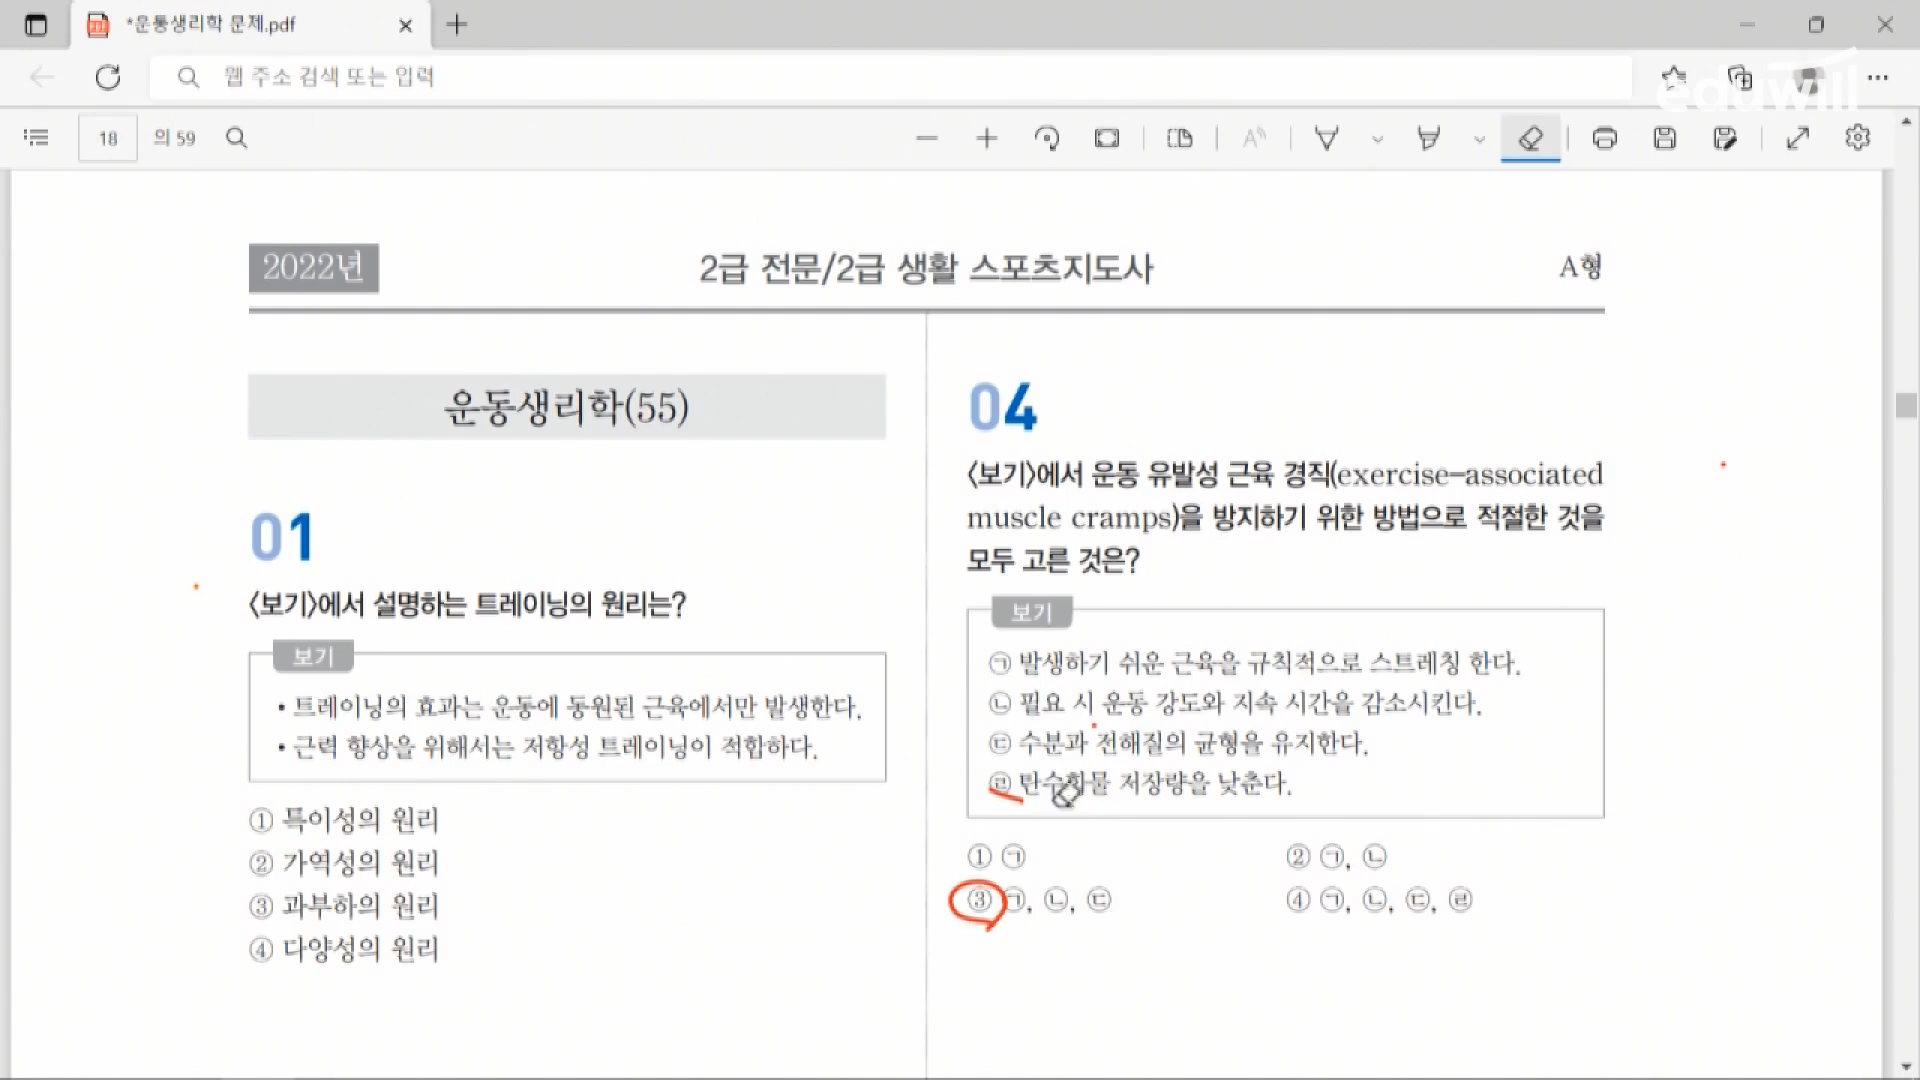 *운동생리학 문제.pdf
웹 주소 검색 또는 입력
eduwill
18 의 59
2022년
2급 전문/2급 생활 스포츠지도사
A형
운동생리학(55)
01
〈보기〉에서 설명하는 트레이닝의 원리는?
보기
• 트레이닝의 효과는 운동에 동원된 근육에서만 발생한다.
• 근력 향상을 위해서는 저항성 트레이닝이 적합하다.
① 특이성의 원리
② 가역성의 원리
③ 과부하의 원리
④ 다양성의 원리
04
〈보기〉에서 운동 유발성 근육 경직(exercise-associated
muscle cramps)을 방지하기 위한 방법으로 적절한 것을
모두 고른 것은?
보기
㉠ 발생하기 쉬운 근육을 규칙적으로 스트레칭 한다.
㉡ 필요 시 운동 강도와 지속 시간을 감소시킨다.
㉢ 수분과 전해질의 균형을 유지한다.
㉣ 탄수화물 저장량을 낮춘다.
① ㉠
② ㉠, ㉡
③ ㉠, ㉡, ㉢
④ ㉠, ㉡, ㉢, ㉣